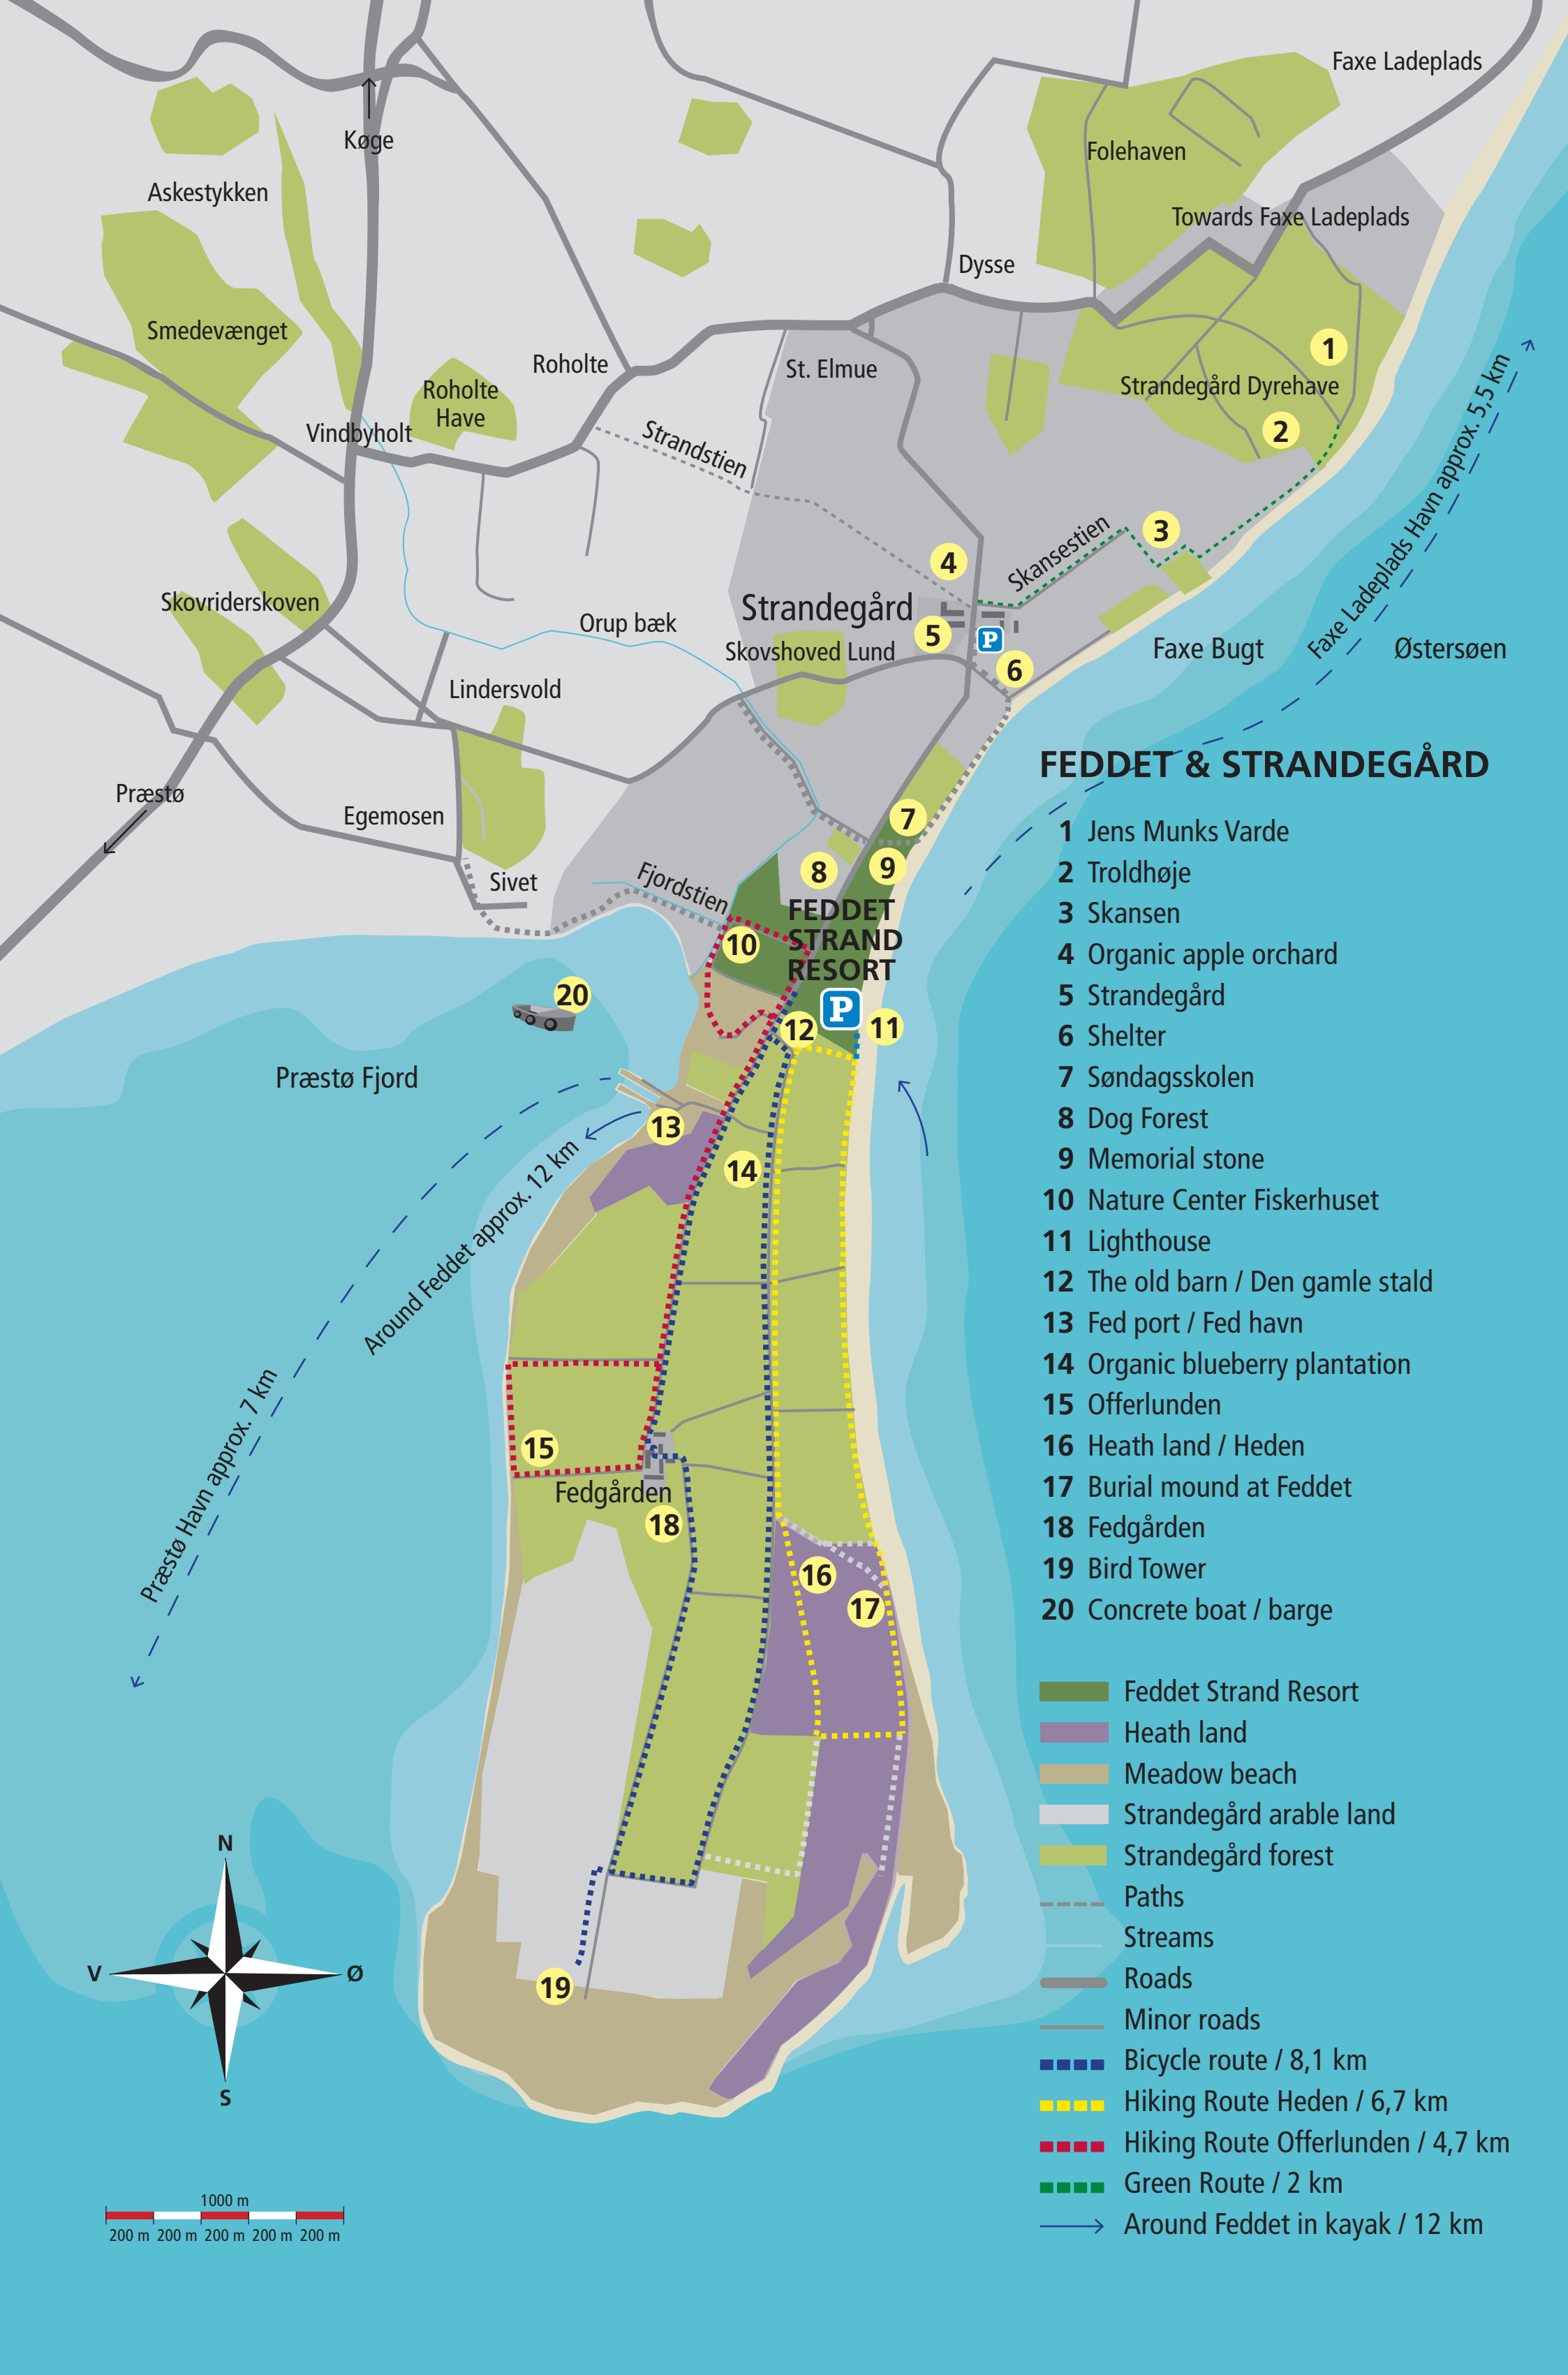 Faxe Ladeplads
Køge
Folehaven
Askestykken
Towards Faxe Ladeplads
Dysse
Smedevænget
Roholte
St. Elmue
1
Roholte
Have
Strandegård Dyrehave
Vindbyholt
2
Strandstien
Faxe Ladeplads Havn approx. 5,5 km
3
Skansestien
4
Skovriderskoven
Strandegård
Orup bæk
5
P
Skovshoved Lund
6
Faxe Bugt
Østersøen
Lindersvold
Præstø
Egemosen
7
8
9
Sivet
Fjordstien
FEDDET
STRAND
RESORT
10
20
P
11
12
Præstø Fjord
13
14
Around Feddet approx. 12 km
Præstø Havn approx. 7 km
15
Fedgården
18
16
17
19
N
V
Ø
S
1000 m
200 m 200 m 200 m 200 m 200 m
FEDDET & STRANDEGÅRD
1 Jens Munks Varde
2 Troldhøje
3 Skansen
4 Organic apple orchard
5 Strandegård
6 Shelter
7 Søndagsskolen
8 Dog Forest
9 Memorial stone
10 Nature Center Fiskerhuset
11 Lighthouse
12 The old barn / Den gamle stald
13 Fed port / Fed havn
14 Organic blueberry plantation
15 Offerlunden
16 Heath land / Heden
17 Burial mound at Feddet
18 Fedgården
19 Bird Tower
20 Concrete boat / barge
Feddet Strand Resort
Heath land
Meadow beach
Strandegård arable land
Strandegård forest
Paths
Streams
Roads
Minor roads
Bicycle route / 8,1 km
Hiking Route Heden / 6,7 km
Hiking Route Offerlunden / 4,7 km
Green Route / 2 km
Around Feddet in kayak / 12 km